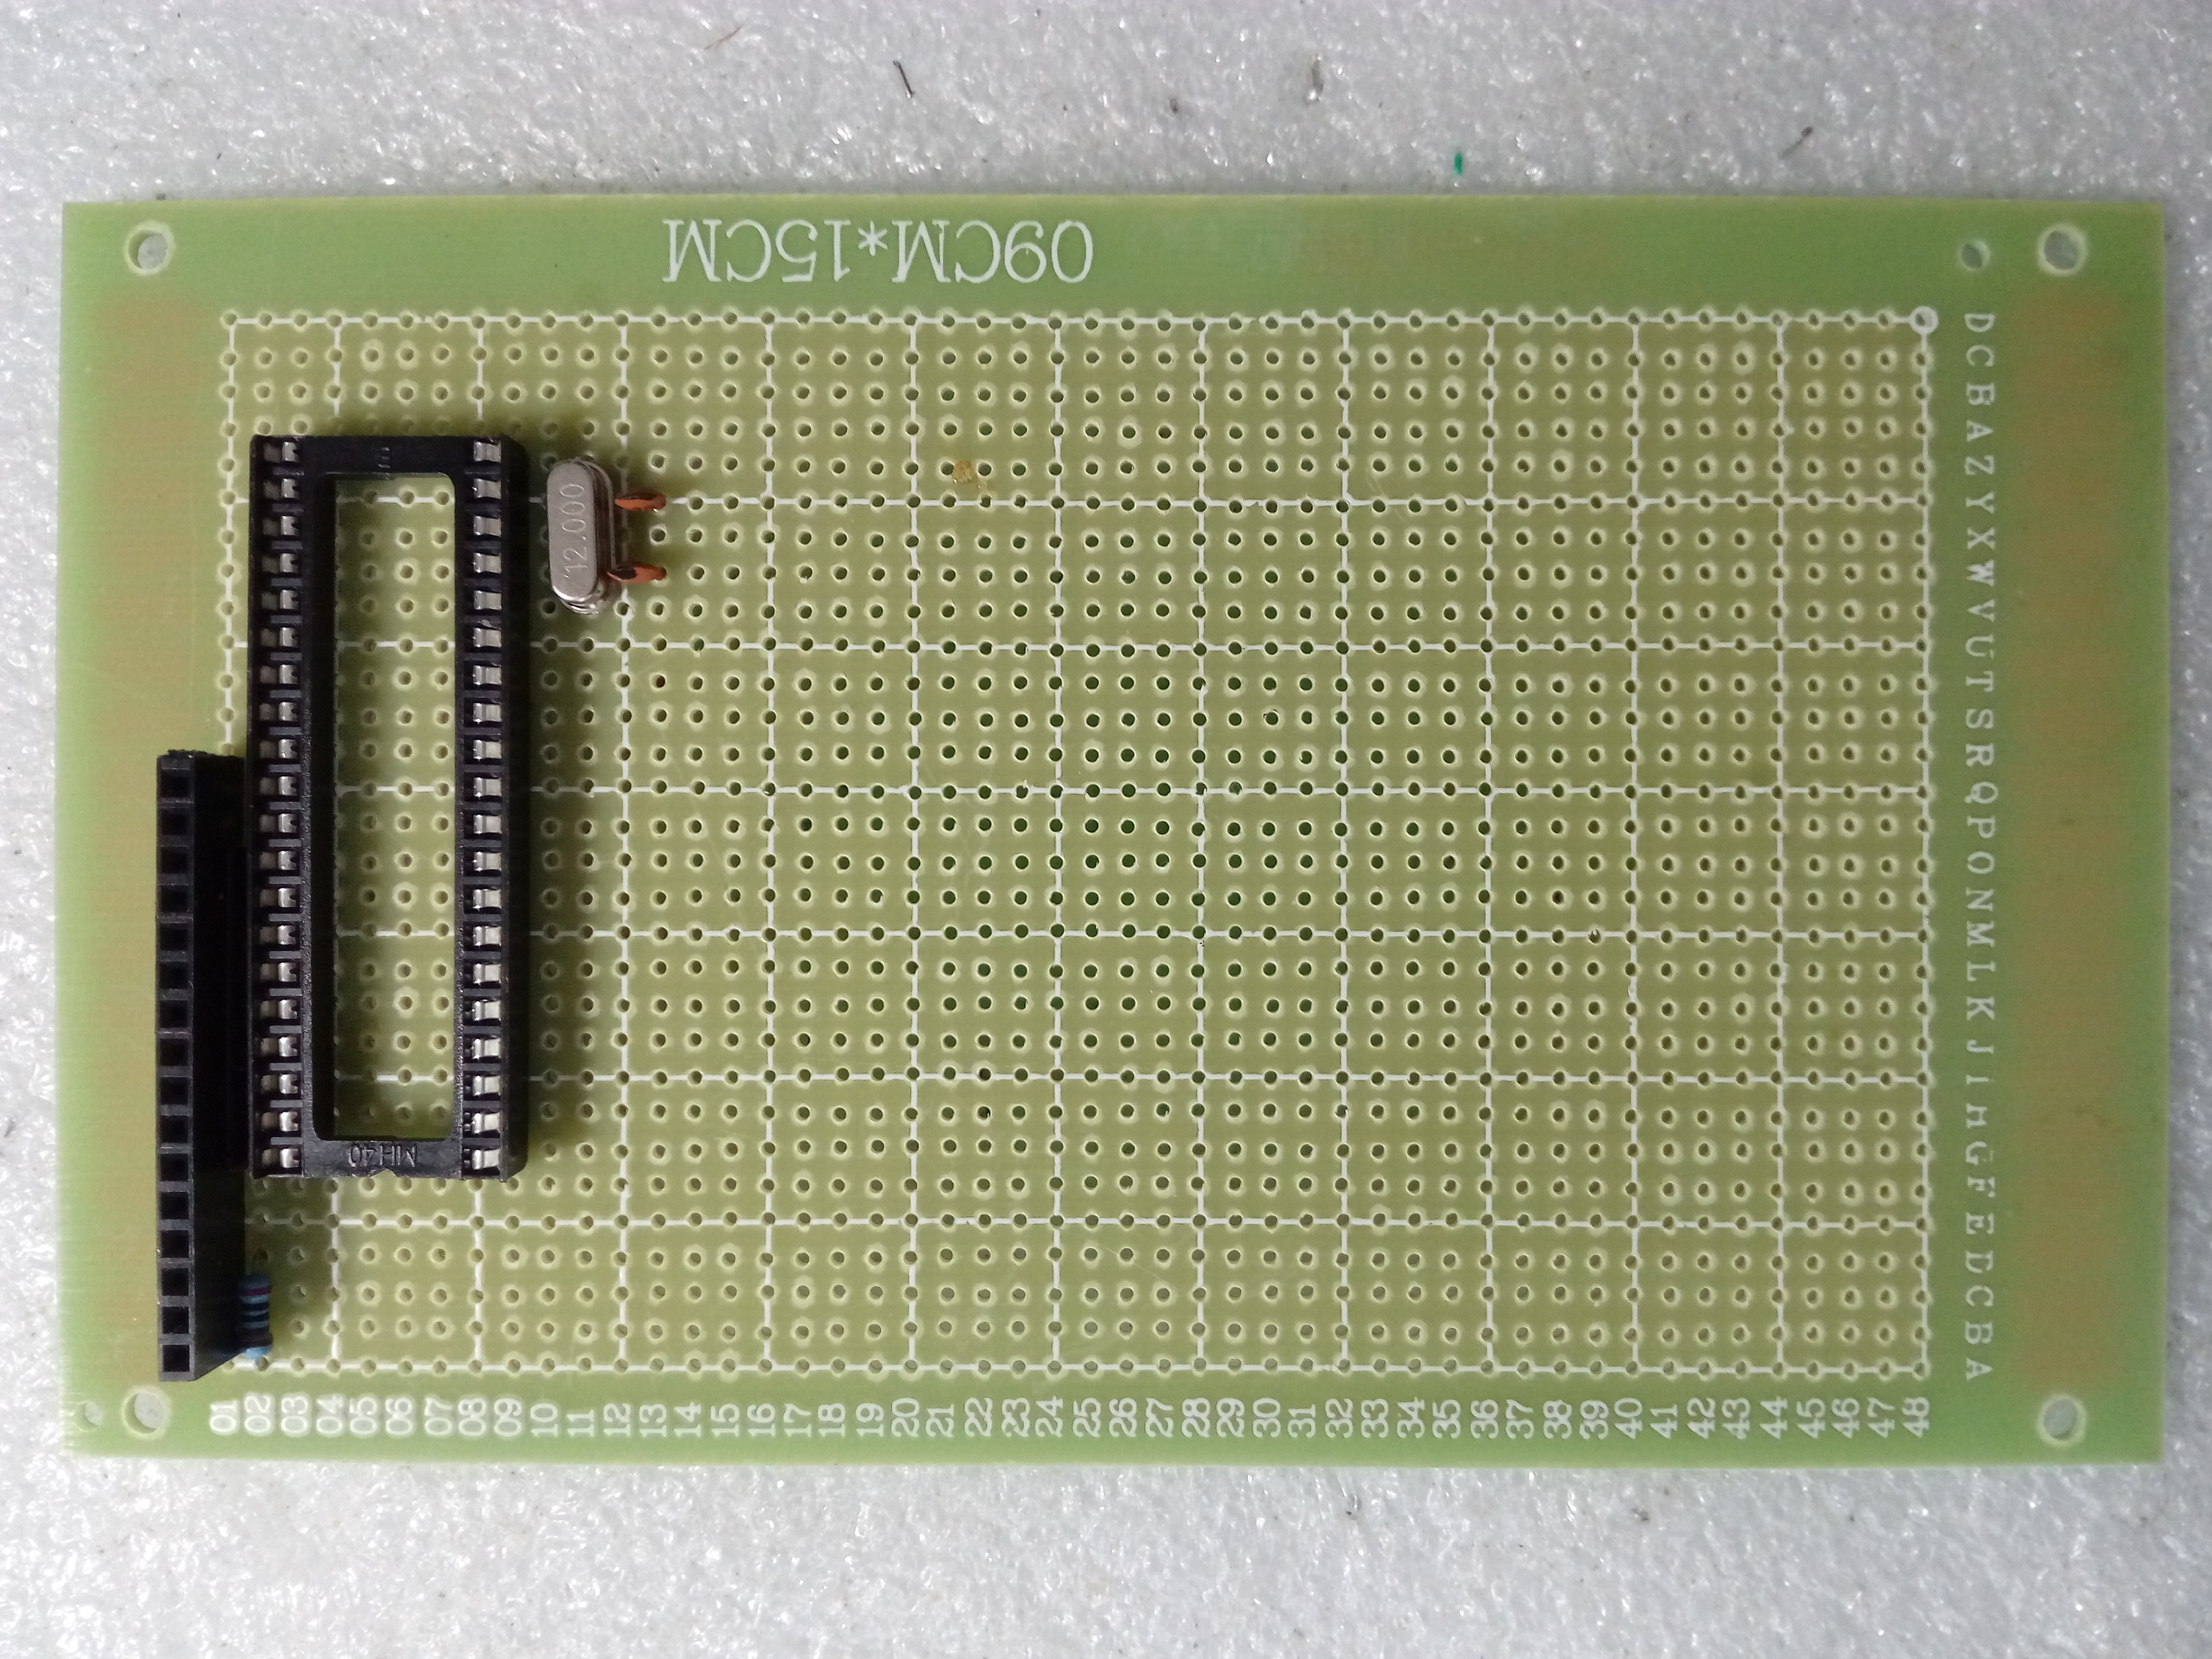 09CM*15CM
D C B A Z Y X W V U T S R Q P O N M L K J I H G F E D C B A
12.000
NIH40
01 02 03 04 05 06 07 08 09 10 11 12 13 14 15 16 17 18 19 20 21 22 23 24 25 26 27 28 29 30 31 32 33 34 35 36 37 38 39 40 41 42 43 44 45 46 47 48